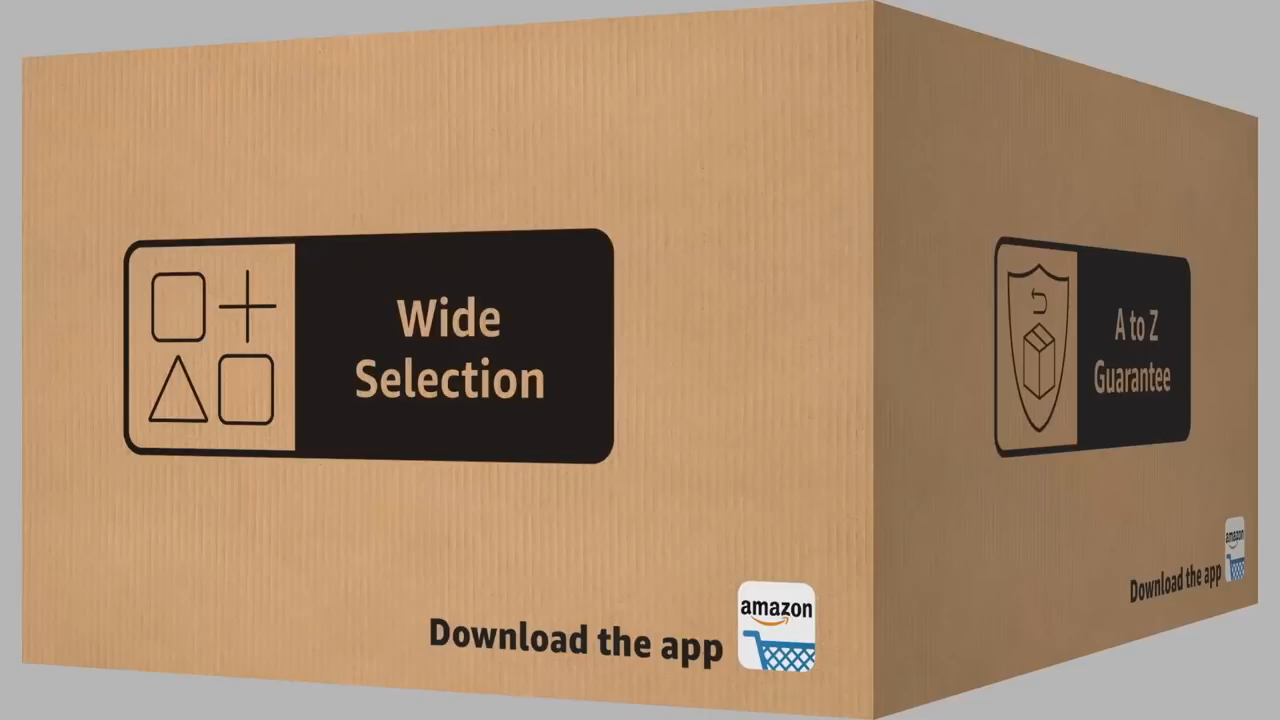 Wide
Selection
Download the app
amazon
A to Z
Guarantee
Download the app
amazon